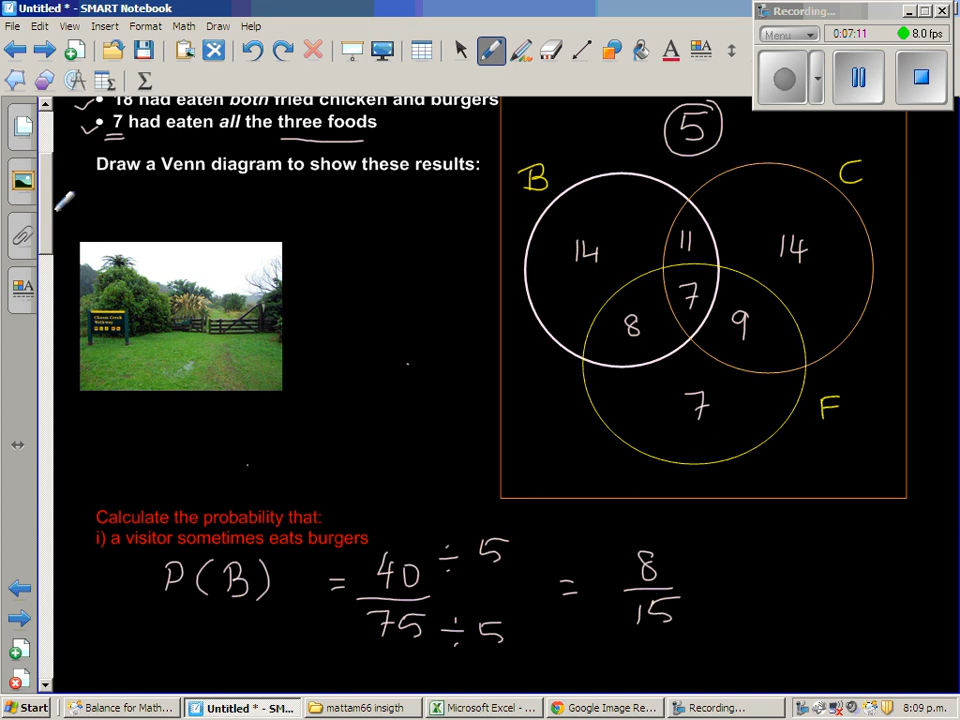 Untitled * - SMART Notebook
File Edit View Insert Format Math Draw Help
Recording...
Menu
0:07:11
8.0 fps
• 18 had eaten both fried chicken and burgers
• 7 had eaten all the three foods
Draw a Venn diagram to show these results:
5
B
C
14
11
14
7
8
9
7
F
Calculate the probability that:
i) a visitor sometimes eats burgers
P(B) = 40/75 ÷ 5/÷ 5 = 8/15
Start
Balance for Math...
Untitled * - SM...
mattam66 insigth
Microsoft Excel - ...
Google Image Re...
Recording...
8:09 p.m.